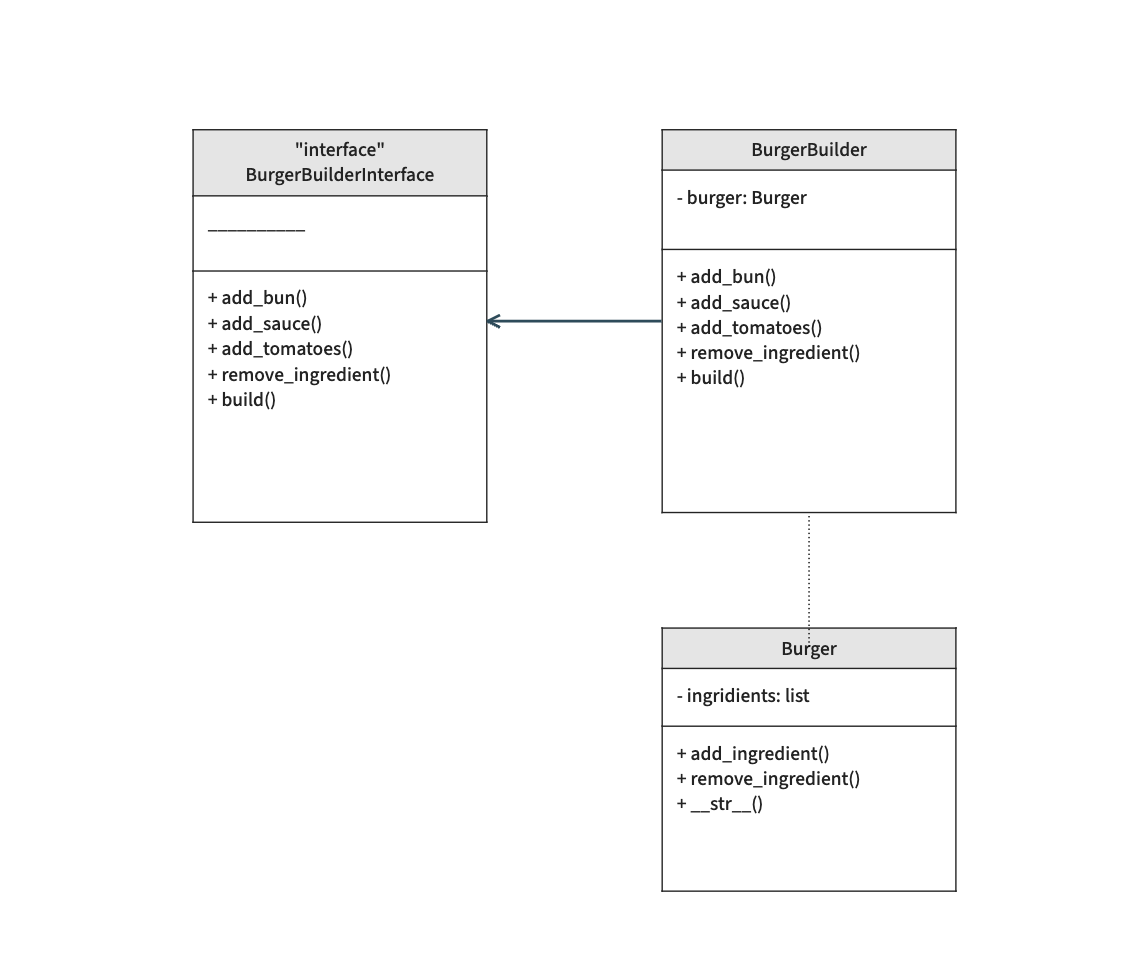 "interface"
BurgerBuilderInterface
__________
+ add_bun()
+ add_sauce()
+ add_tomatoes()
+ remove_ingredient()
+ build()
BurgerBuilder
- burger: Burger
+ add_bun()
+ add_sauce()
+ add_tomatoes()
+ remove_ingredient()
+ build()
Burger
- ingridients: list
+ add_ingredient()
+ remove_ingredient()
+ __str__()